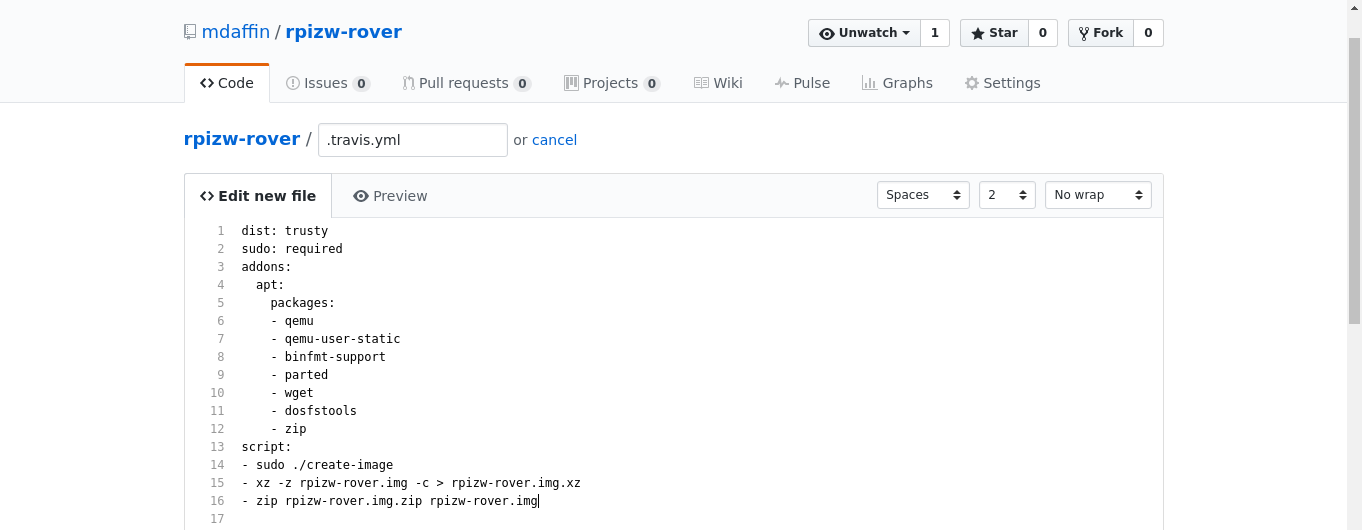 mdaffin / rpizw-rover
Unwatch 1 Star 0 Fork 0
Code Issues 0 Pull requests 0 Projects 0 Wiki Pulse Graphs Settings
rpizw-rover / .travis.yml or cancel
Edit new file Preview Spaces 2 No wrap
1 dist: trusty
2 sudo: required
3 addons:
4 apt:
5 packages:
6 - qemu
7 - qemu-user-static
8 - binfmt-support
9 - parted
10 - wget
11 - dosfstools
12 - zip
13 script:
14 - sudo ./create-image
15 - xz -z rpizw-rover.img -c > rpizw-rover.img.xz
16 - zip rpizw-rover.img.zip rpizw-rover.img
17